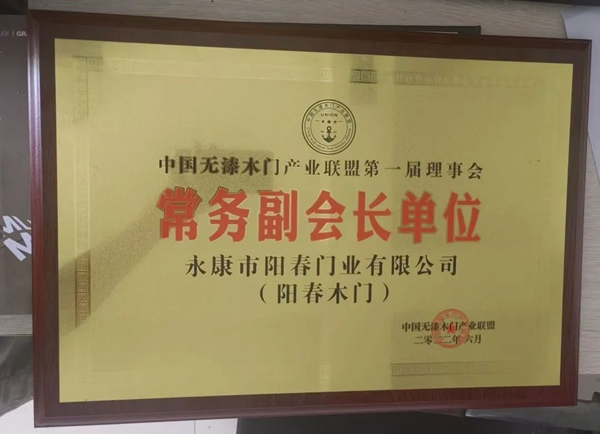 UNION
中国无漆木门产业联盟第一届理事会
常务副会长单位
永康市阳春门业有限公司
（阳春木门）
中国无漆木门产业联盟
二零二二年六月